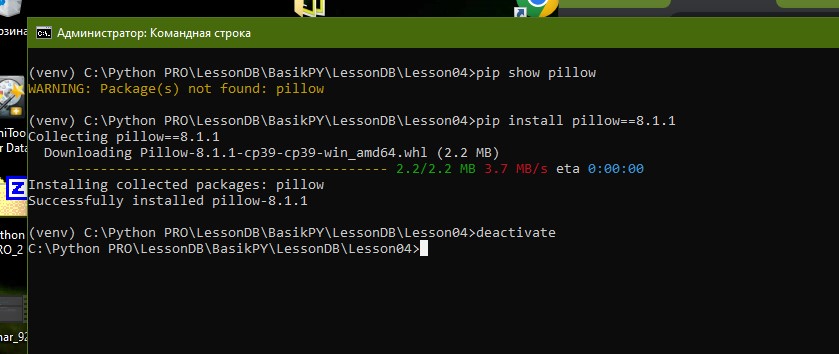 рзина
Администратор: Командная строка
(venv) C:\Python PRO\LessonDB\BasikPY\LessonDB\Lesson04>pip show pillow
WARNING: Package(s) not found: pillow
(venv) C:\Python PRO\LessonDB\BasikPY\LessonDB\Lesson04>pip install pillow==8.1.1
Collecting pillow==8.1.1
Downloading Pillow-8.1.1-cp39-cp39-win_amd64.whl (2.2 MB)
---------------------------------------- 2.2/2.2 MB 3.7 MB/s eta 0:00:00
Installing collected packages: pillow
Successfully installed pillow-8.1.1
(venv) C:\Python PRO\LessonDB\BasikPY\LessonDB\Lesson04>deactivate
C:\Python PRO\LessonDB\BasikPY\LessonDB\Lesson04>
niToo
r Data
Z
thon
RO_2
nar_92